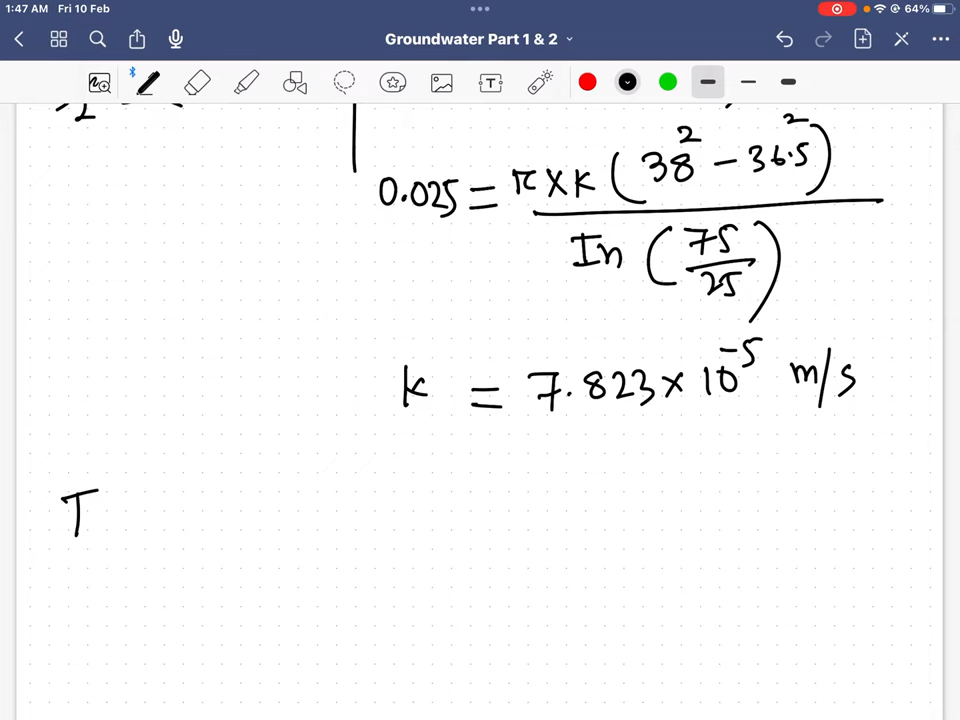 1:47 AM Fri 10 Feb
64%
Groundwater Part 1 & 2
T
0.025 = π × K (38² − 36.5²)
In (75/25)
K = 7.823 × 10⁻⁵ m/s
T